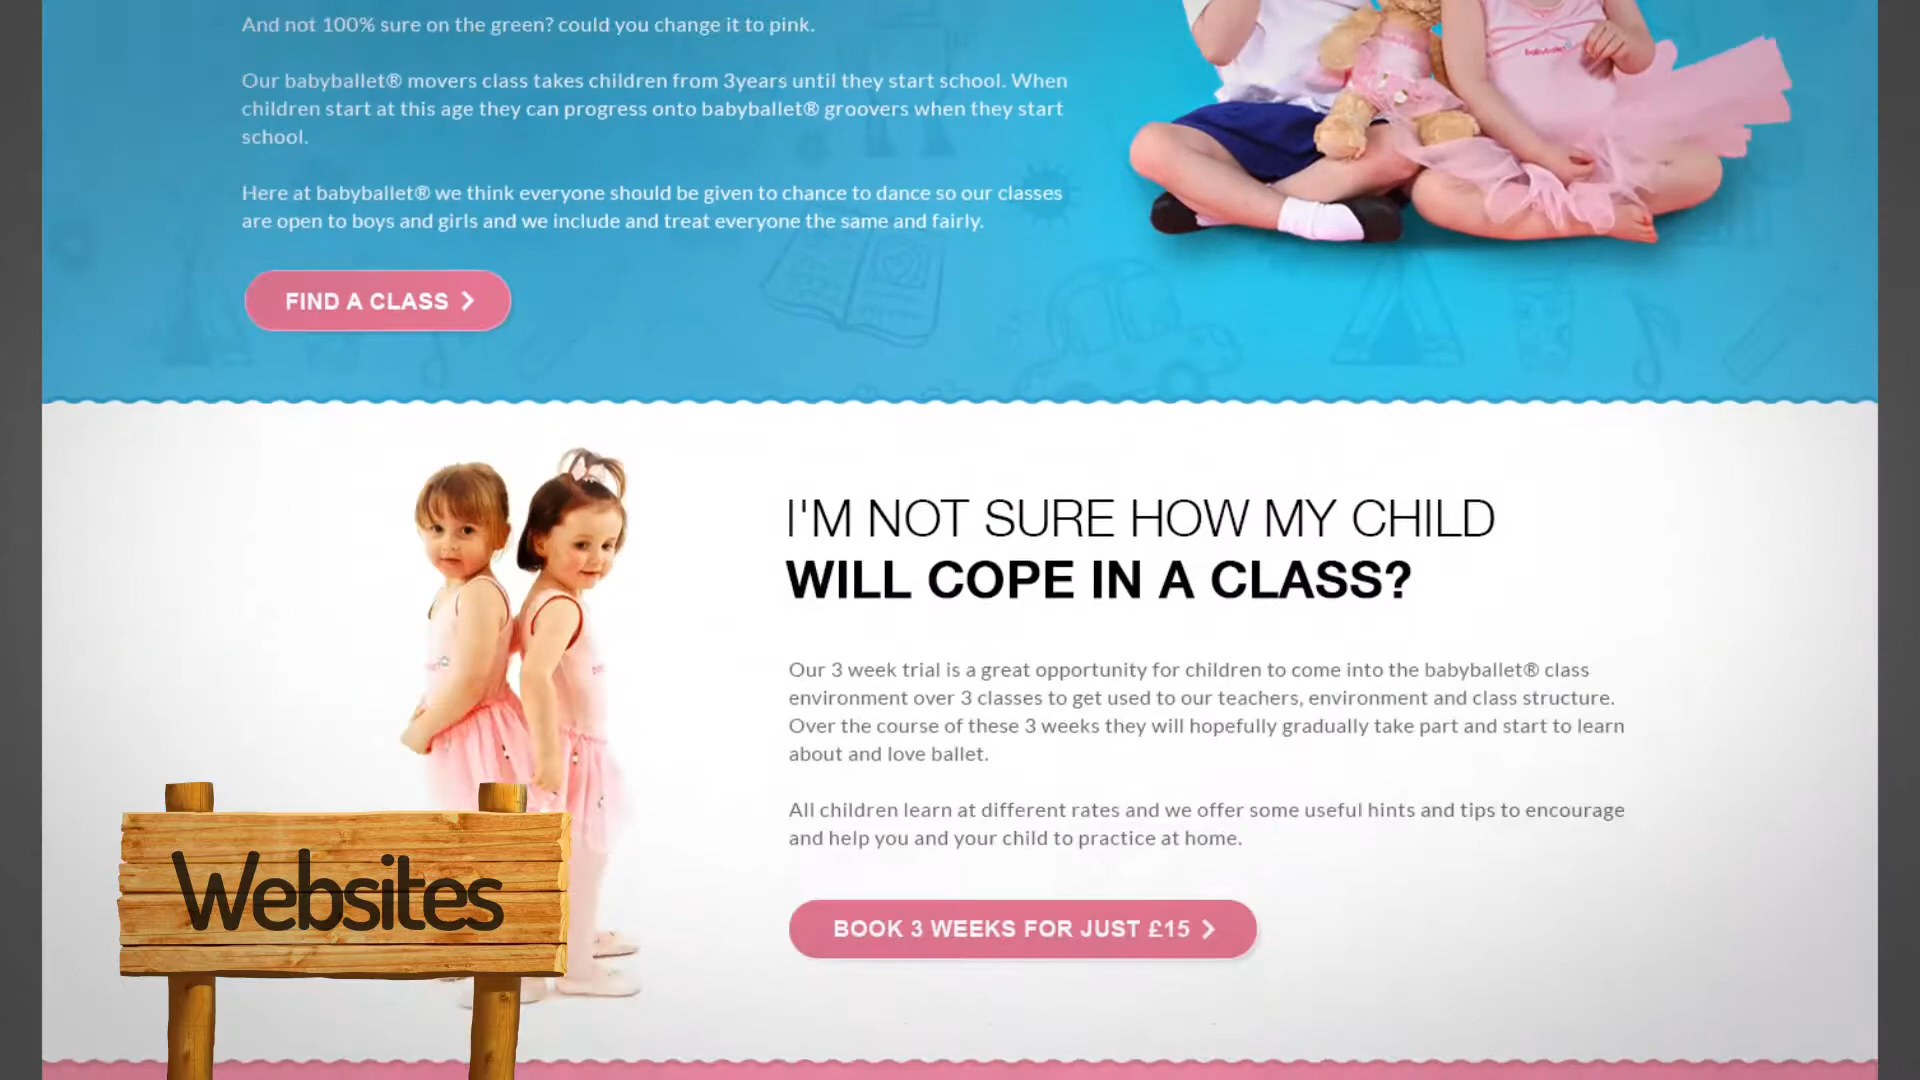 And not 100% sure on the green? could you change it to pink.
Our babyballet® movers class takes children from 3years until they start school. When
children start at this age they can progress onto babyballet® groovers when they start
school.
Here at babyballet® we think everyone should be given to chance to dance so our classes
are open to boys and girls and we include and treat everyone the same and fairly.
FIND A CLASS
babyballet
I'M NOT SURE HOW MY CHILD
WILL COPE IN A CLASS?
Our 3 week trial is a great opportunity for children to come into the babyballet® class
environment over 3 classes to get used to our teachers, environment and class structure.
Over the course of these 3 weeks they will hopefully gradually take part and start to learn
about and love ballet.
All children learn at different rates and we offer some useful hints and tips to encourage
and help you and your child to practice at home.
BOOK 3 WEEKS FOR JUST £15
Websites